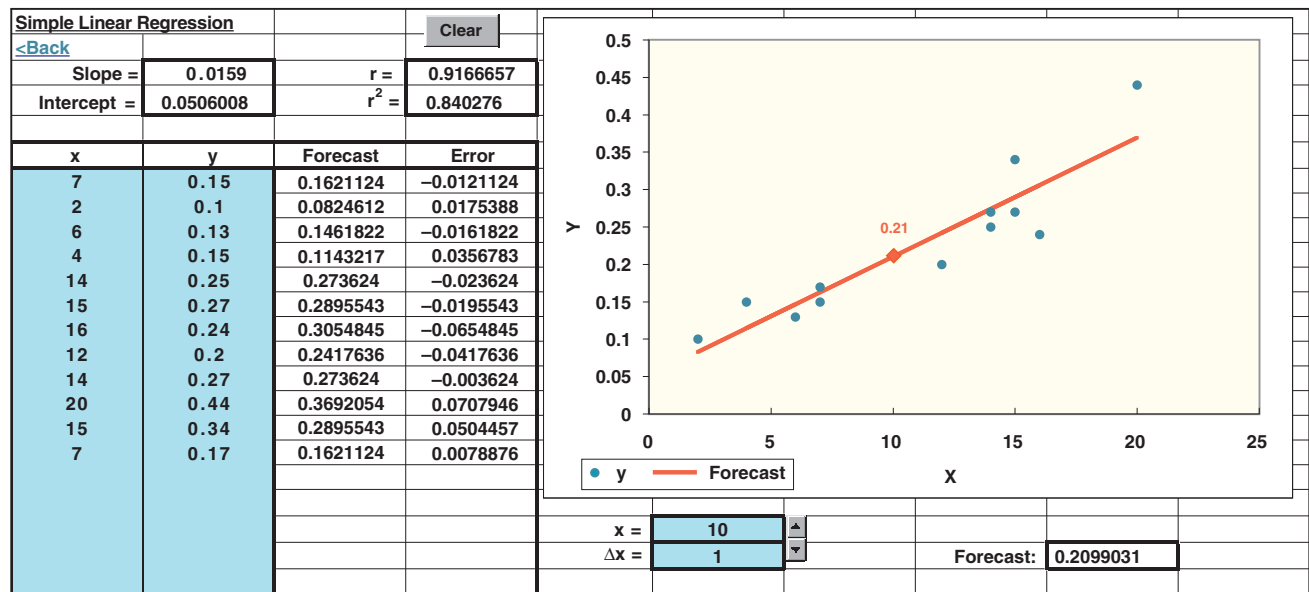 Simple Linear Regression
Clear
<Back
Slope = 0.0159 r = 0.9166657
Intercept = 0.0506008 r² = 0.840276
x y Forecast Error
7 0.15 0.1621124 –0.0121124
2 0.1 0.0824612 0.0175388
6 0.13 0.1461822 –0.0161822
4 0.15 0.1143217 0.0356783
14 0.25 0.273624 –0.023624
15 0.27 0.2895543 –0.0195543
16 0.24 0.3054845 –0.0654845
12 0.2 0.2417636 –0.0417636
14 0.27 0.273624 –0.003624
20 0.44 0.3692054 0.0707946
15 0.34 0.2895543 0.0504457
7 0.17 0.1621124 0.0078876
0.5
0.45
0.4
0.35
0.3
0.25
0.2
0.15
0.1
0.05
0
Y
0.21
0 5 10 15 20 25
X
y Forecast
x = 10
Δx = 1
Forecast: 0.2099031